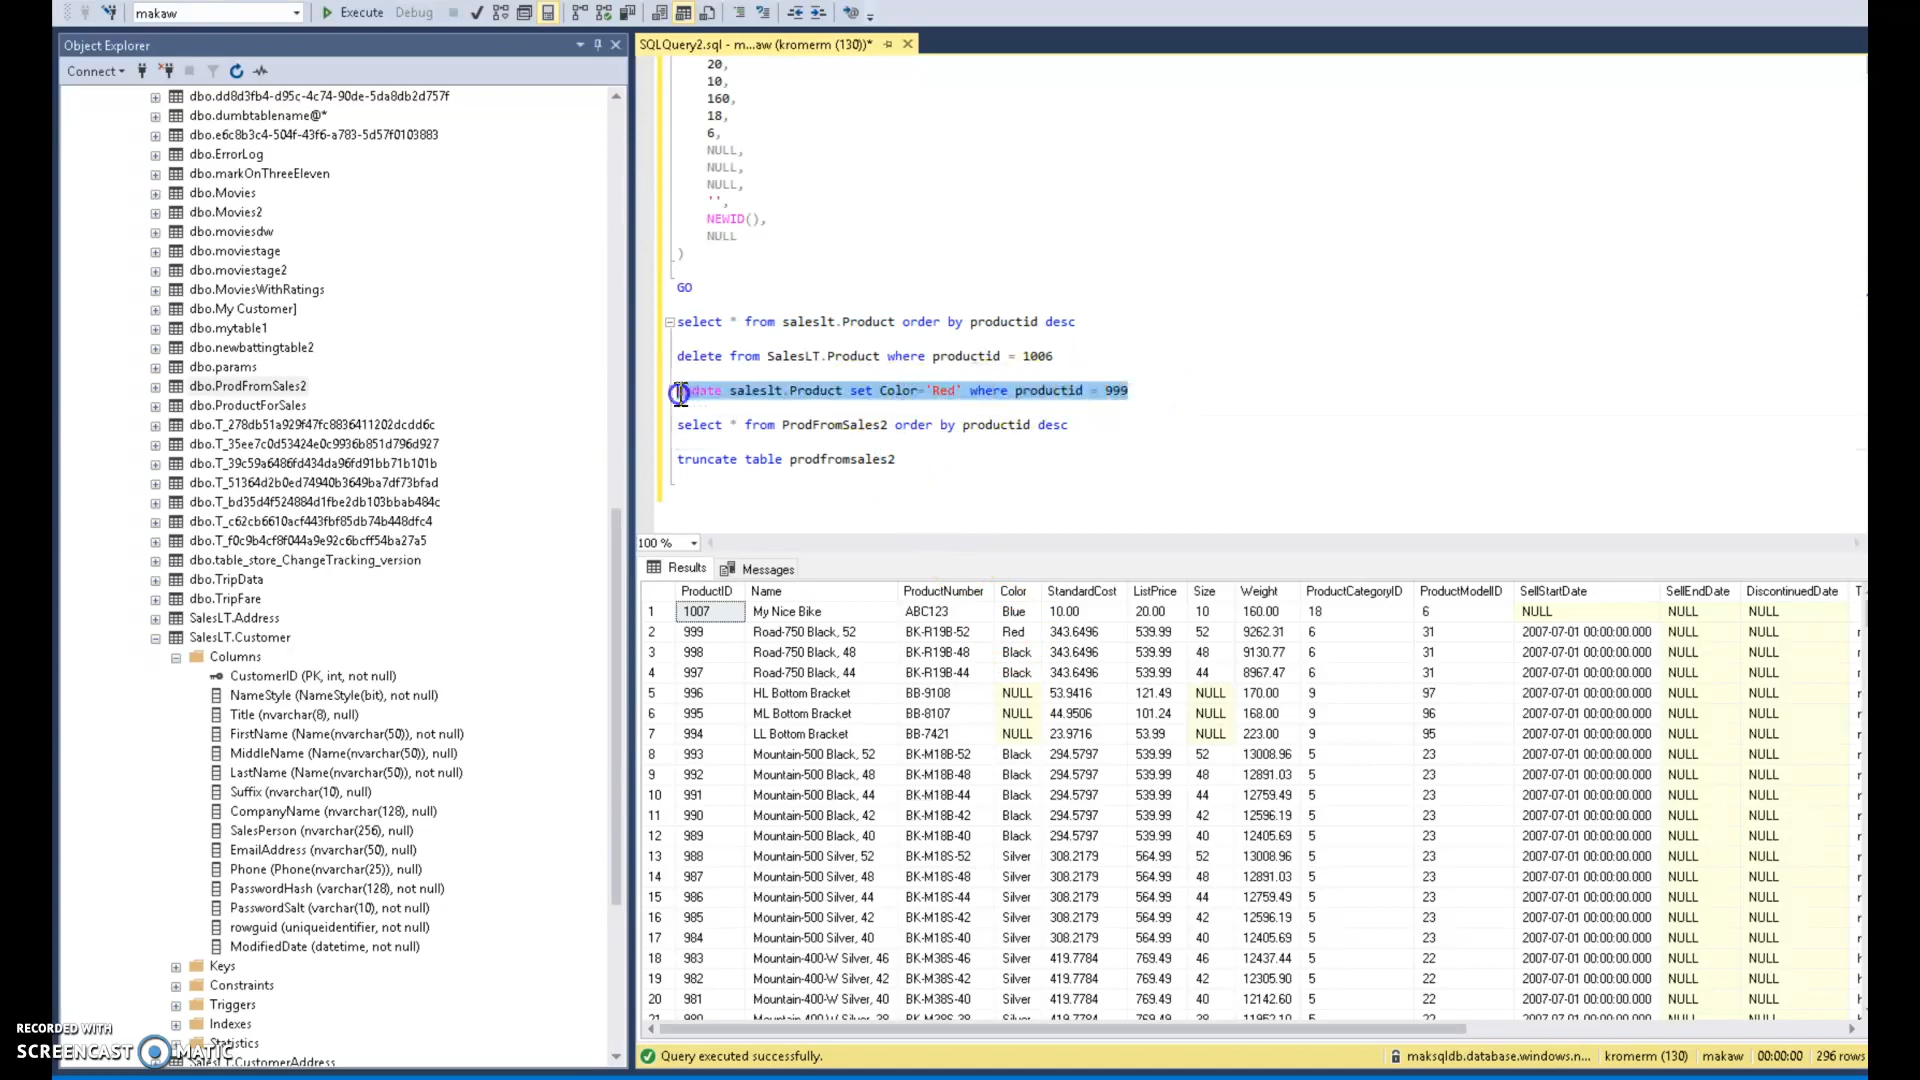 makaw
Execute
Debug
Object Explorer
Connect
dbo.dd8d3fb4-d95c-4c74-90de-5da8db2d757f
dbo.dumbtablename@*
dbo.e6c8b3c4-504f-43f6-a783-5d57f0103883
dbo.ErrorLog
dbo.markOnThreeEleven
dbo.Movies
dbo.Movies2
dbo.moviesdw
dbo.moviestage
dbo.moviestage2
dbo.MoviesWithRatings
dbo.My Customer]
dbo.mytable1
dbo.newbattingtable2
dbo.params
dbo.ProdFromSales2
dbo.ProductForSales
dbo.T_278db51a929f47fc8836411202dcdd6c
dbo.T_35ee7c0d53424e0c9936b851d796d927
dbo.T_39c59a6486fd434da96fd91bb71b101b
dbo.T_51364d2b0ed74940b3649ba7df73bfad
dbo.T_bd35d4f524884d1fbe2db103bbab484c
dbo.T_c62cb6610acf443fbf85db74b448dfc4
dbo.T_f0c9b4cf8f044a9e92c6bcff54ba27a5
dbo.table_store_ChangeTracking_version
dbo.TripData
dbo.TripFare
SalesLT.Address
SalesLT.Customer
Columns
CustomerID (PK, int, not null)
NameStyle (NameStyle(bit), not null)
Title (nvarchar(8), null)
FirstName (Name(nvarchar(50)), not null)
MiddleName (Name(nvarchar(50)), null)
LastName (Name(nvarchar(50)), not null)
Suffix (nvarchar(10), null)
CompanyName (nvarchar(128), null)
SalesPerson (nvarchar(256), null)
EmailAddress (nvarchar(50), null)
Phone (Phone(nvarchar(25)), null)
PasswordHash (varchar(128), not null)
PasswordSalt (varchar(10), not null)
rowguid (uniqueidentifier, not null)
ModifiedDate (datetime, not null)
Keys
Constraints
Triggers
Indexes
Statistics
SalesLT.CustomerAddress
RECORDED WITH
SCREENCAST MATIC
SQLQuery2.sql - m...aw (kromerm (130))*
20,
10,
160,
18,
6,
NULL,
NULL,
NULL,
'',
NEWID(),
NULL
)
GO
select * from saleslt.Product order by productid desc
delete from SalesLT.Product where productid = 1006
date saleslt.Product set Color='Red' where productid = 999
select * from ProdFromSales2 order by productid desc
truncate table prodfromsales2
100 %
Results Messages
ProductID Name ProductNumber Color StandardCost ListPrice Size Weight ProductCategoryID ProductModelID SellStartDate SellEndDate DiscontinuedDate T
1 1007 My Nice Bike ABC123 Blue 10.00 20.00 10 160.00 18 6 NULL NULL NULL
2 999 Road-750 Black, 52 BK-R19B-52 Red 343.6496 539.99 52 9262.31 6 31 2007-07-01 00:00:00.000 NULL NULL r
3 998 Road-750 Black, 48 BK-R19B-48 Black 343.6496 539.99 48 9130.77 6 31 2007-07-01 00:00:00.000 NULL NULL r
4 997 Road-750 Black, 44 BK-R19B-44 Black 343.6496 539.99 44 8967.47 6 31 2007-07-01 00:00:00.000 NULL NULL r
5 996 HL Bottom Bracket BB-9108 NULL 53.9416 121.49 NULL 170.00 9 97 2007-07-01 00:00:00.000 NULL NULL
6 995 ML Bottom Bracket BB-8107 NULL 44.9506 101.24 NULL 168.00 9 96 2007-07-01 00:00:00.000 NULL NULL
7 994 LL Bottom Bracket BB-7421 NULL 23.9716 53.99 NULL 223.00 9 95 2007-07-01 00:00:00.000 NULL NULL
8 993 Mountain-500 Black, 52 BK-M18B-52 Black 294.5797 539.99 52 13008.96 5 23 2007-07-01 00:00:00.000 NULL NULL r
9 992 Mountain-500 Black, 48 BK-M18B-48 Black 294.5797 539.99 48 12891.03 5 23 2007-07-01 00:00:00.000 NULL NULL r
10 991 Mountain-500 Black, 44 BK-M18B-44 Black 294.5797 539.99 44 12759.49 5 23 2007-07-01 00:00:00.000 NULL NULL r
11 990 Mountain-500 Black, 42 BK-M18B-42 Black 294.5797 539.99 42 12596.19 5 23 2007-07-01 00:00:00.000 NULL NULL r
12 989 Mountain-500 Black, 40 BK-M18B-40 Black 294.5797 539.99 40 12405.69 5 23 2007-07-01 00:00:00.000 NULL NULL r
13 988 Mountain-500 Silver, 52 BK-M18S-52 Silver 308.2179 564.99 52 13008.96 5 23 2007-07-01 00:00:00.000 NULL NULL r
14 987 Mountain-500 Silver, 48 BK-M18S-48 Silver 308.2179 564.99 48 12891.03 5 23 2007-07-01 00:00:00.000 NULL NULL r
15 986 Mountain-500 Silver, 44 BK-M18S-44 Silver 308.2179 564.99 44 12759.49 5 23 2007-07-01 00:00:00.000 NULL NULL r
16 985 Mountain-500 Silver, 42 BK-M18S-42 Silver 308.2179 564.99 42 12596.19 5 23 2007-07-01 00:00:00.000 NULL NULL r
17 984 Mountain-500 Silver, 40 BK-M18S-40 Silver 308.2179 564.99 40 12405.69 5 23 2007-07-01 00:00:00.000 NULL NULL r
18 983 Mountain-400-W Silver, 46 BK-M38S-46 Silver 419.7784 769.49 46 12437.44 5 22 2007-07-01 00:00:00.000 NULL NULL
19 982 Mountain-400-W Silver, 42 BK-M38S-42 Silver 419.7784 769.49 42 12305.90 5 22 2007-07-01 00:00:00.000 NULL NULL
20 981 Mountain-400-W Silver, 40 BK-M38S-40 Silver 419.7784 769.49 40 12142.60 5 22 2007-07-01 00:00:00.000 NULL NULL
Query executed successfully.
maksqldb.database.windows.n... kromerm (130) makaw 00:00:00 296 rows